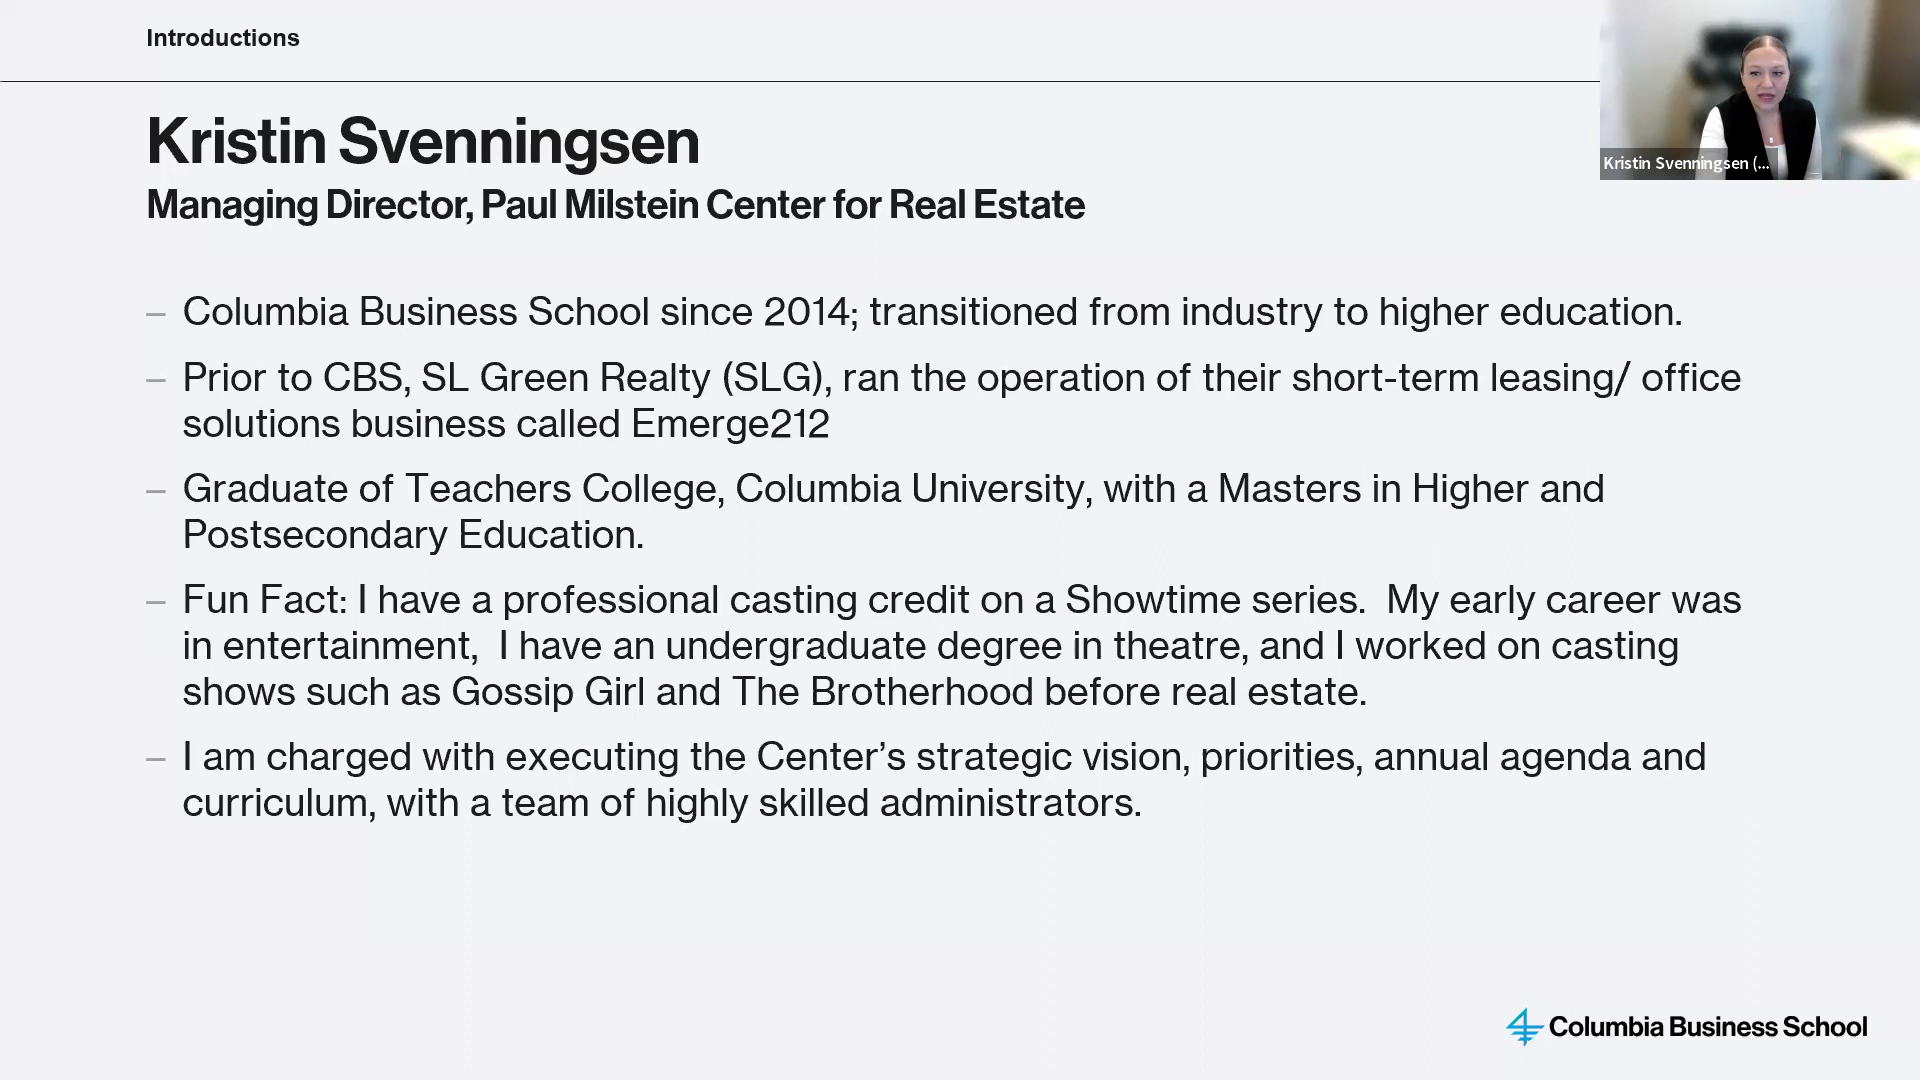 Introductions
Kristin Svenningsen
Managing Director, Paul Milstein Center for Real Estate
– Columbia Business School since 2014; transitioned from industry to higher education.
– Prior to CBS, SL Green Realty (SLG), ran the operation of their short-term leasing/ office
solutions business called Emerge212
– Graduate of Teachers College, Columbia University, with a Masters in Higher and
Postsecondary Education.
– Fun Fact: I have a professional casting credit on a Showtime series.  My early career was
in entertainment,  I have an undergraduate degree in theatre, and I worked on casting
shows such as Gossip Girl and The Brotherhood before real estate.
– I am charged with executing the Center’s strategic vision, priorities, annual agenda and
curriculum, with a team of highly skilled administrators.
Kristin Svenningsen (...
Columbia Business School